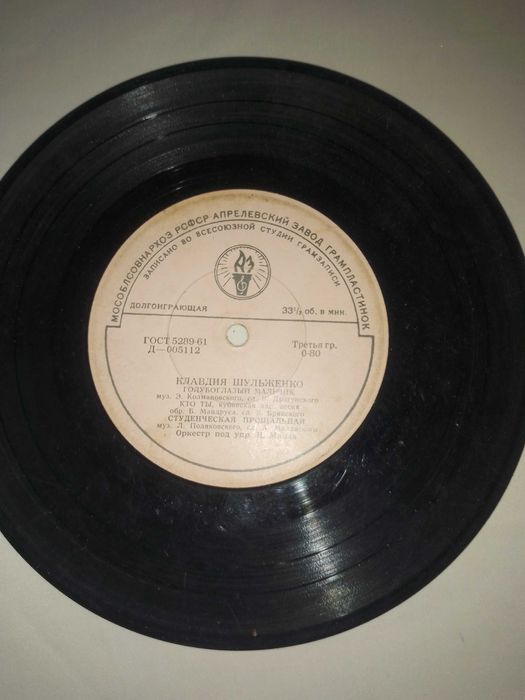 МОСОБЛСОВНАРХОЗ РСФСР АПРЕЛЕВСКИЙ ЗАВОД ГРАМПЛАСТИНОК
ЗАПИСАНО ВО ВСЕСОЮЗНОЙ СТУДИИ ГРАМЗАПИСИ
ДОЛГОИГРАЮЩАЯ 33⅓ об. в мин.
ГОСТ 5289-61 Третья гр.
Д—005112 0-80
КЛАВДИЯ ШУЛЬЖЕНКО
ГОЛУБОГЛАЗЫЙ МАЛЬЧИК
муз. Э. Колмановского, сл. Драгунского
КТО ТЫ, кубинская нар. песня
обр. Б. Мандруса, сл. Брянского
СТУДЕНЧЕСКАЯ ПРОЩАЛЬНАЯ
муз. Л. Поляковского, сл.
Оркестр под упр.